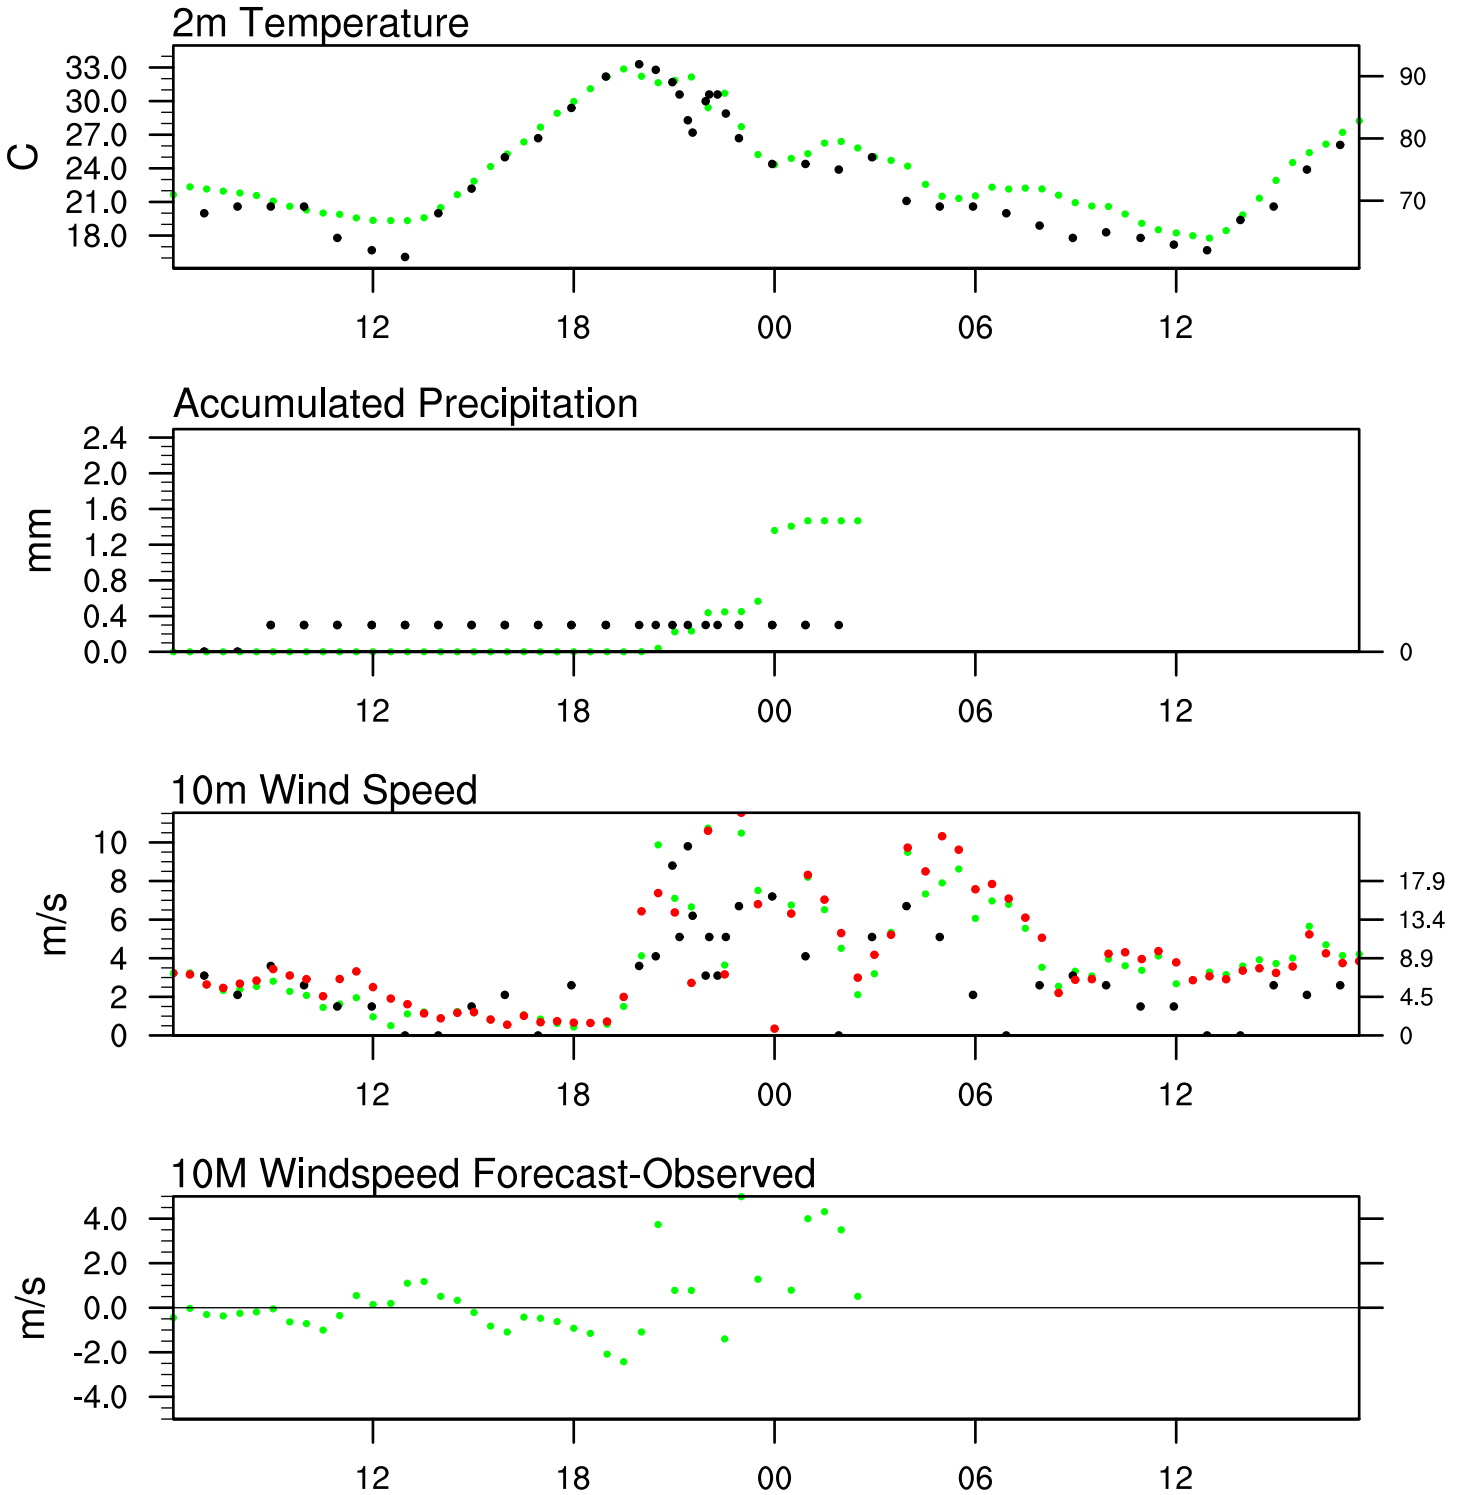 2m Temperature
C
33.0
30.0
27.0
24.0
21.0
18.0
90
80
70
12 18 00 06 12
Accumulated Precipitation
mm
2.4
2.0
1.6
1.2
0.8
0.4
0.0
0
12 18 00 06 12
10m Wind Speed
m/s
10
8
6
4
2
0
17.9
13.4
8.9
4.5
0
12 18 00 06 12
10M Windspeed Forecast-Observed
m/s
4.0
2.0
0.0
-2.0
-4.0
12 18 00 06 12